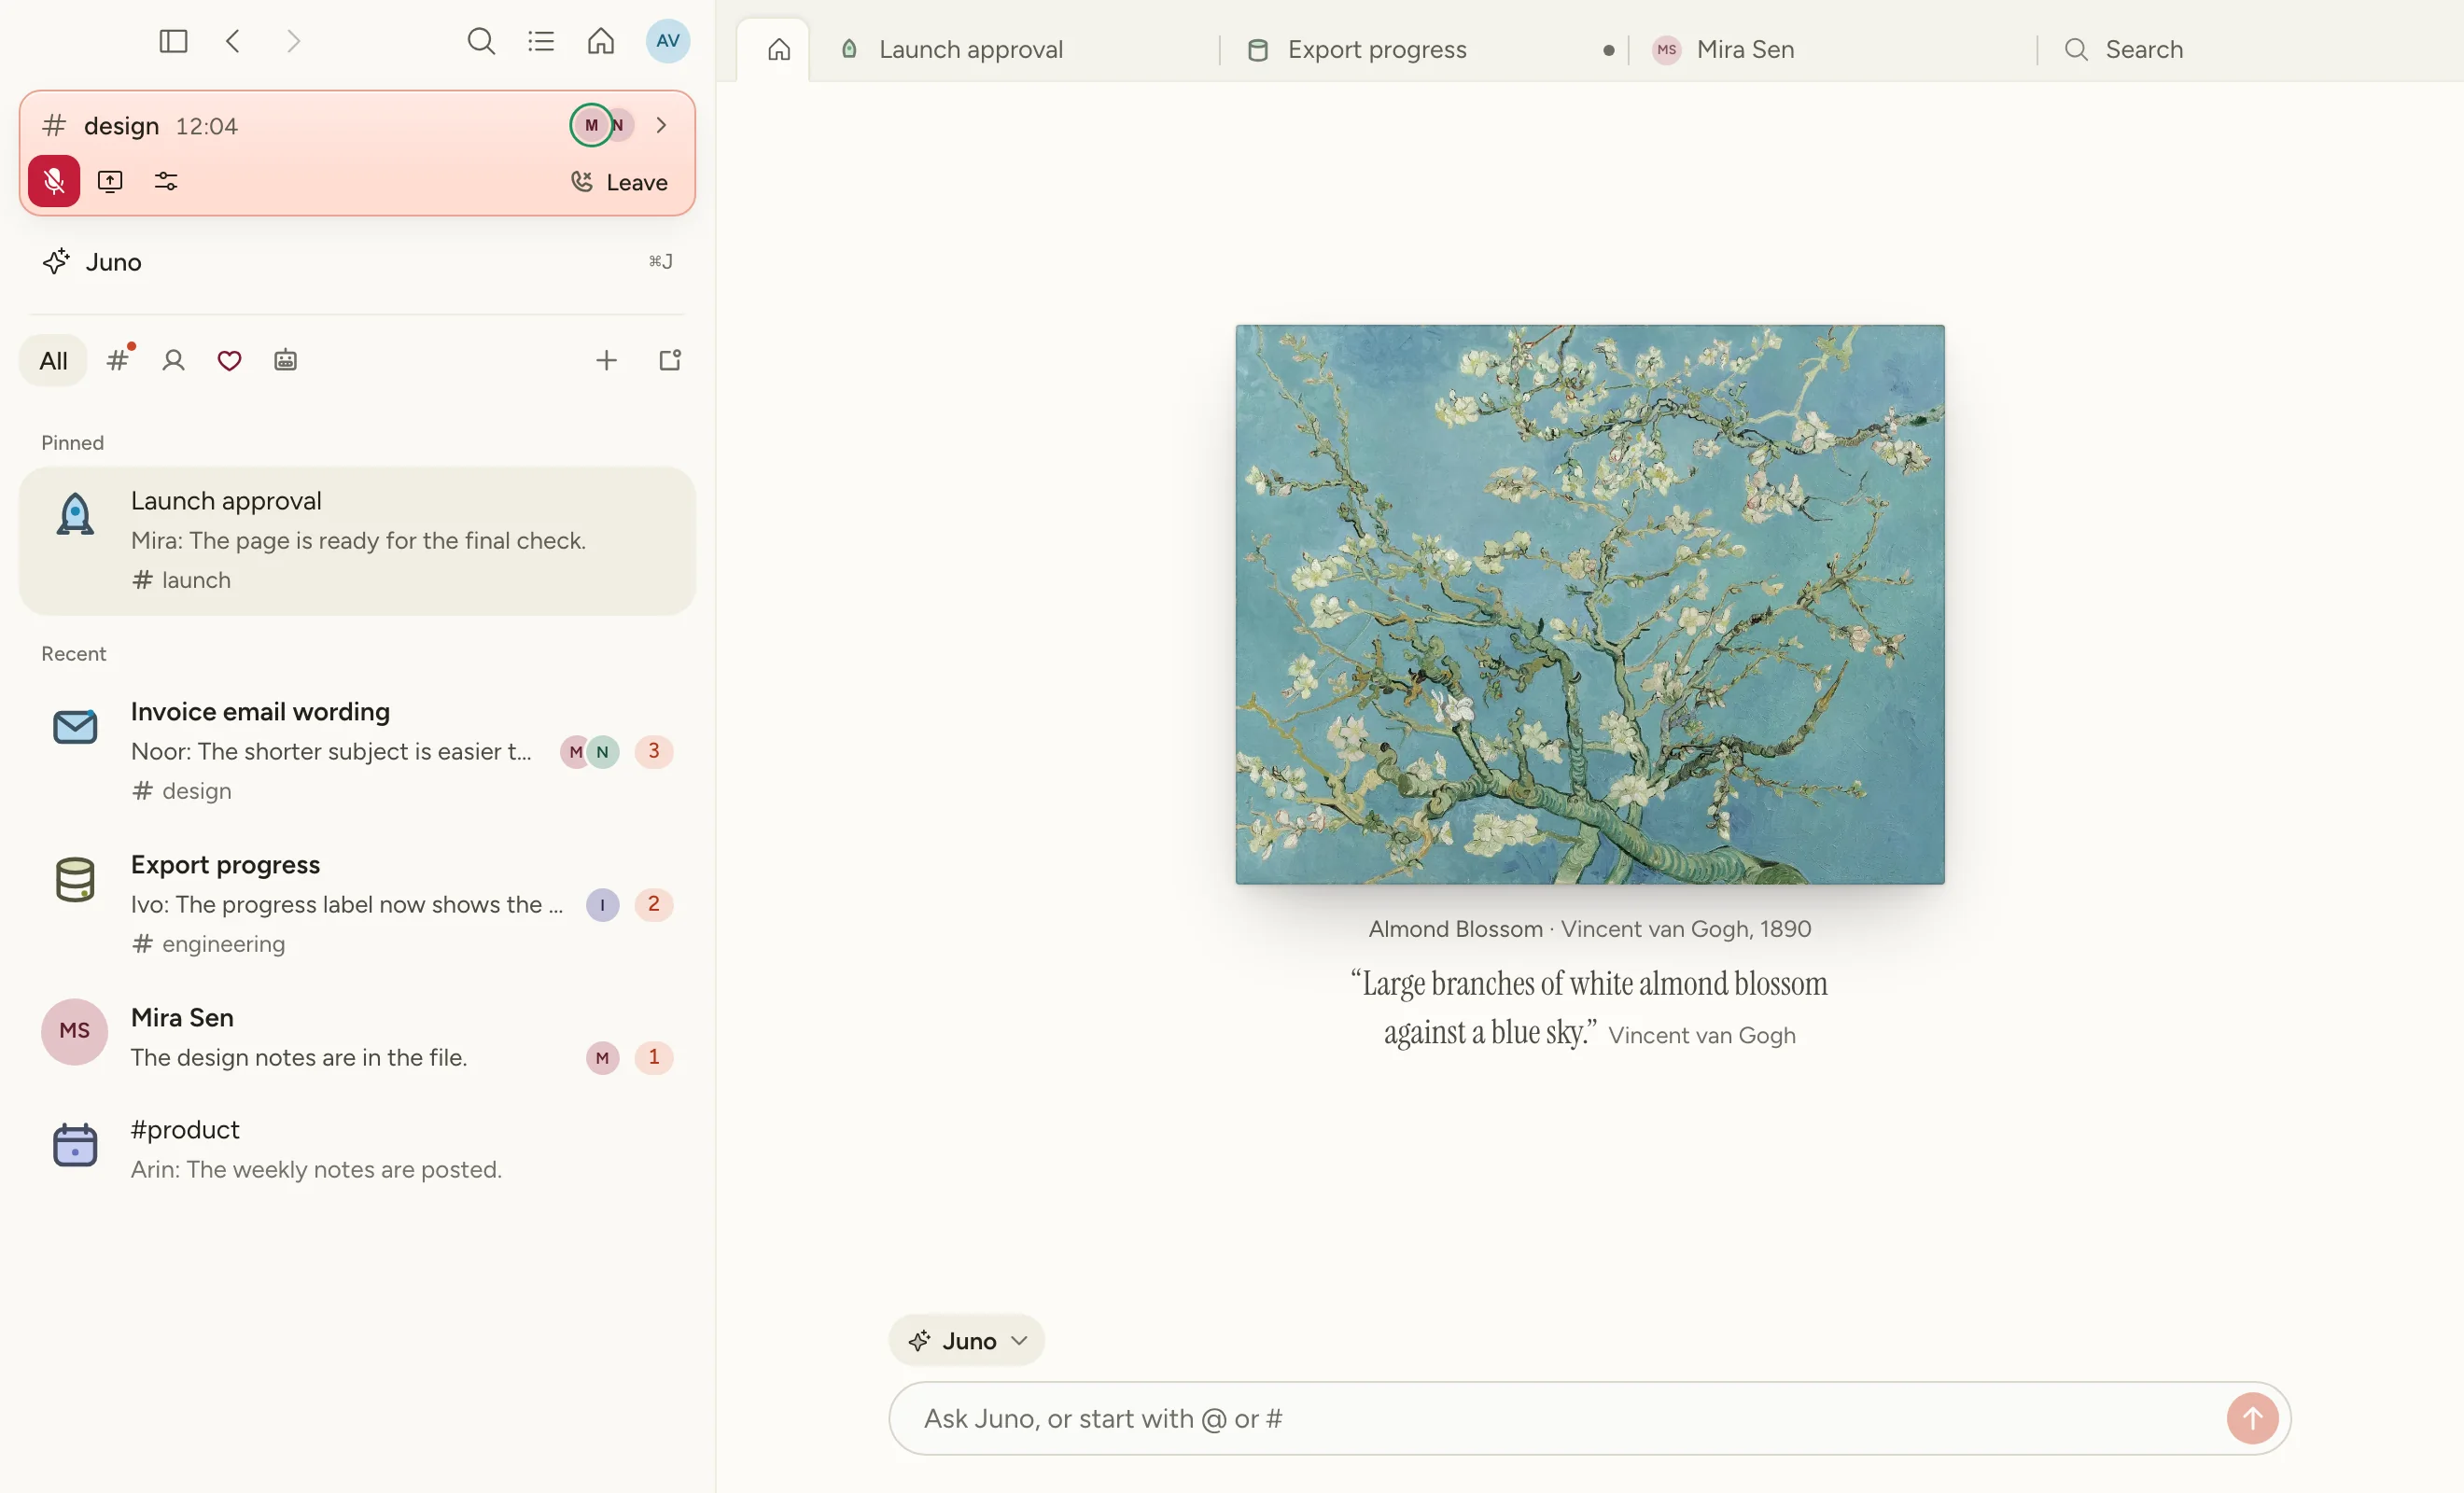 AV
# design 12:04
M N
Leave
Juno ⌘J
All
Pinned
Launch approval
Mira: The page is ready for the final check.
# launch
Recent
Invoice email wording
Noor: The shorter subject is easier t...
M N 3
# design
Export progress
Ivo: The progress label now shows the ...
I 2
# engineering
MS
Mira Sen
The design notes are in the file.
M 1
#product
Arin: The weekly notes are posted.
Launch approval
Export progress
MS Mira Sen
Search
Almond Blossom · Vincent van Gogh, 1890
“Large branches of white almond blossom
against a blue sky.” Vincent van Gogh
Juno
Ask Juno, or start with @ or #